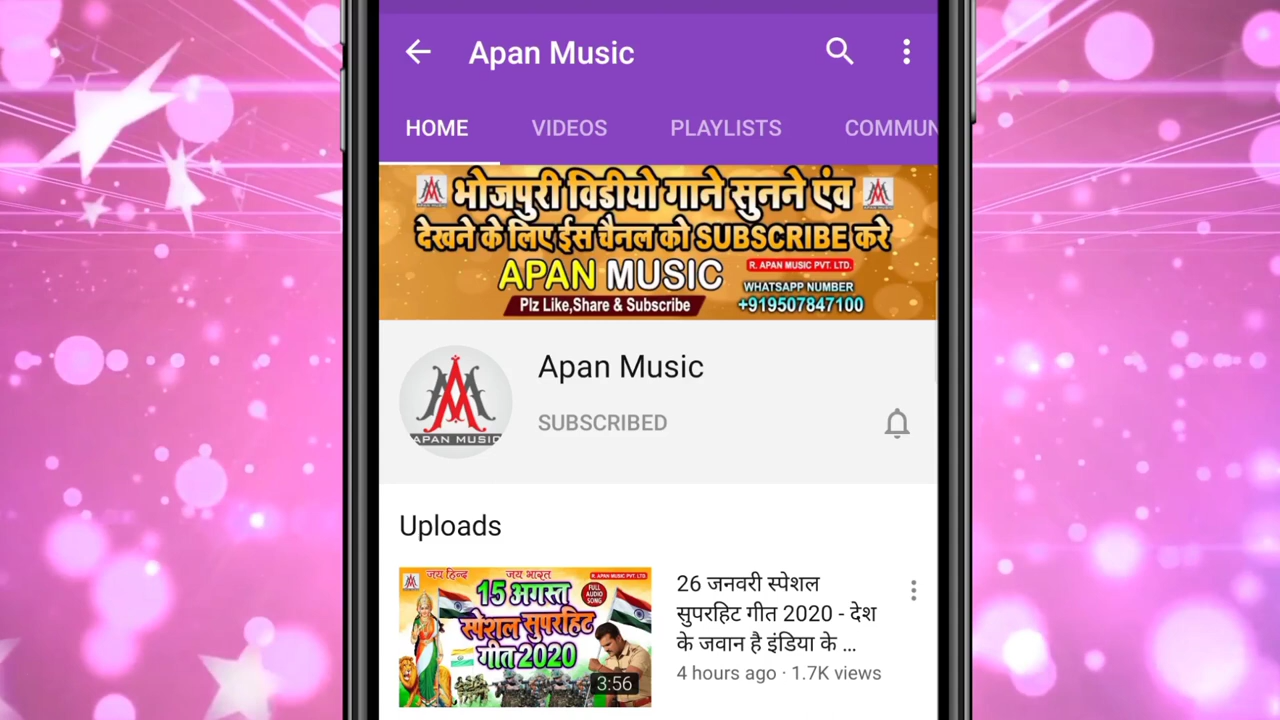 Apan Music
HOME VIDEOS PLAYLISTS COMMUN
भोजपुरी विडीयो गाने सुनने एंव
देखने के लिए ईस चैनल को SUBSCRIBE करे
APAN MUSIC
R. APAN MUSIC PVT. LTD.
WHATSAPP NUMBER
Plz Like,Share & Subscribe
+919507847100
Apan Music
SUBSCRIBED
APAN MUSIC
Uploads
जय हिन्द जय भारत
R. APAN MUSIC PVT. LTD
15 अगस्त
FULL
AUDIO
SONG
स्पेशल सुपरहिट
गीत 2020
3:56
26 जनवरी स्पेशल
सुपरहिट गीत 2020 - देश
के जवान है इंडिया के ...
4 hours ago · 1.7K views